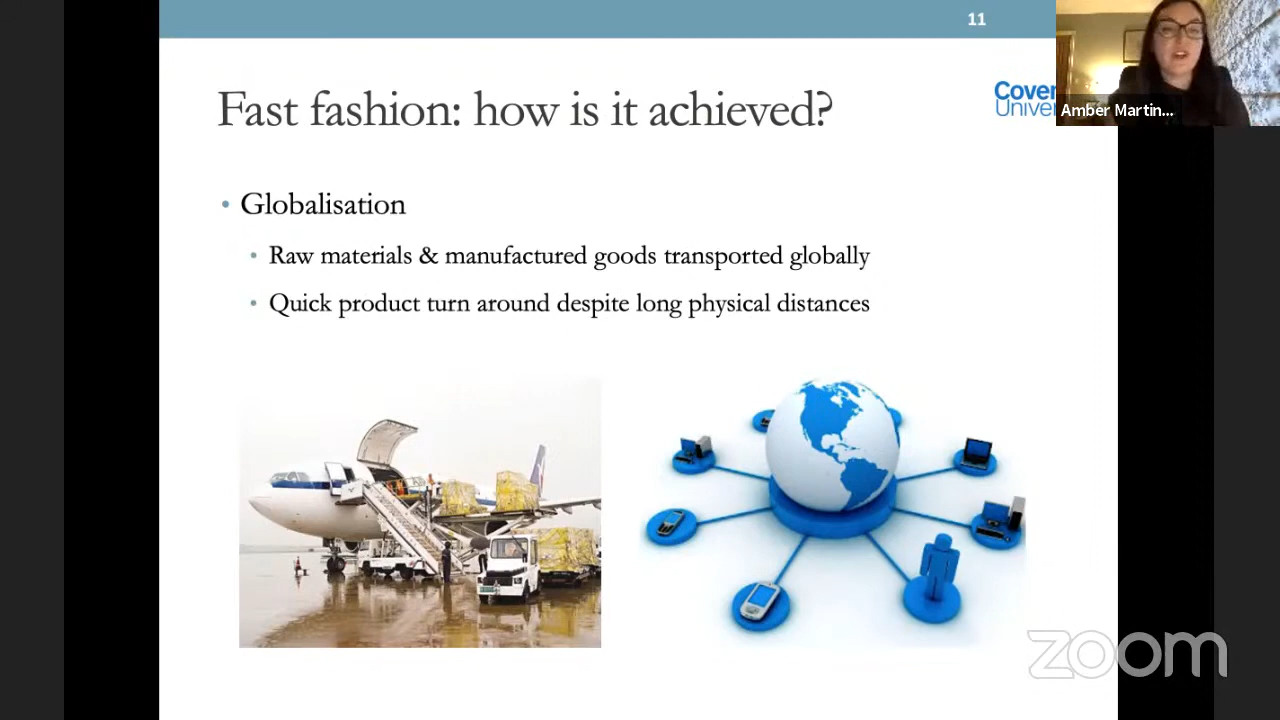 11
Fast fashion: how is it achieved?
Cover
Univer
Amber Martin...
• Globalisation
• Raw materials & manufactured goods transported globally
• Quick product turn around despite long physical distances
zoom